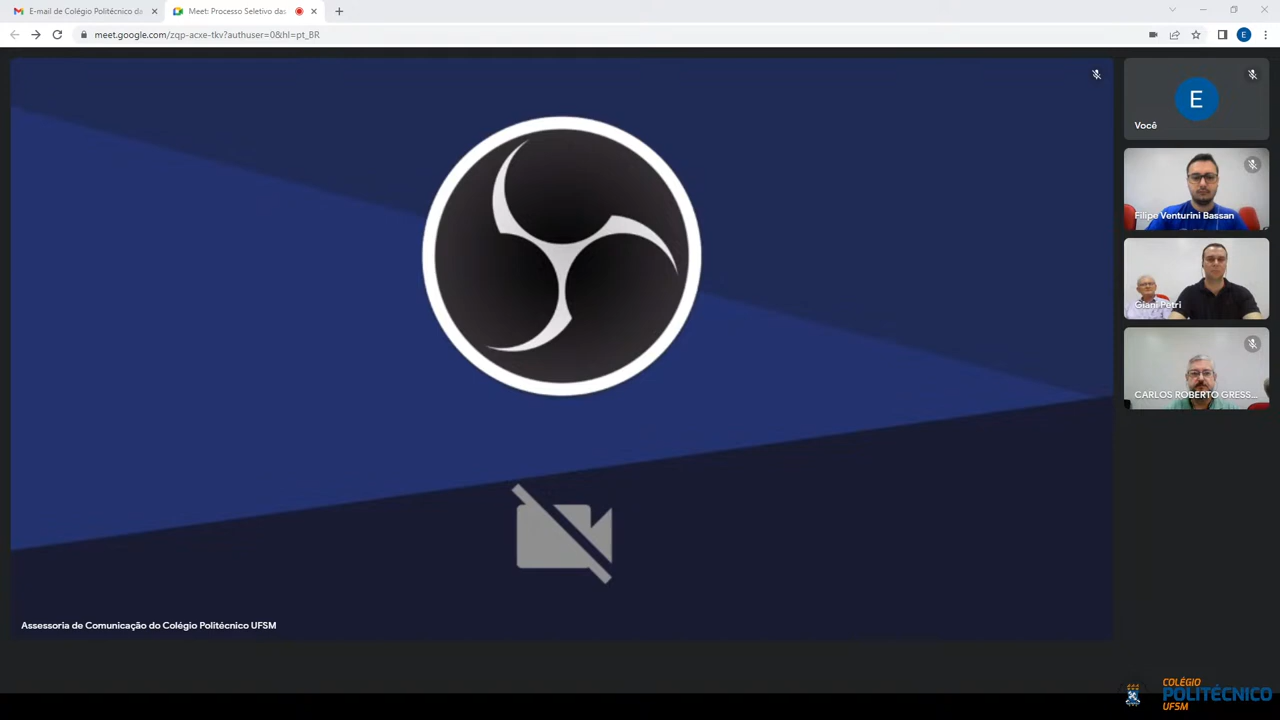 E-mail de Colégio Politécnico da
Meet: Processo Seletivo das
meet.google.com/zqp-acxe-tkv?authuser=0&hl=pt_BR
E
E
Você
Filipe Venturini Bassan
Giani Petri
CARLOS ROBERTO GRESS...
Assessoria de Comunicação do Colégio Politécnico UFSM
COLÉGIO
POLITÉCNICO
UFSM